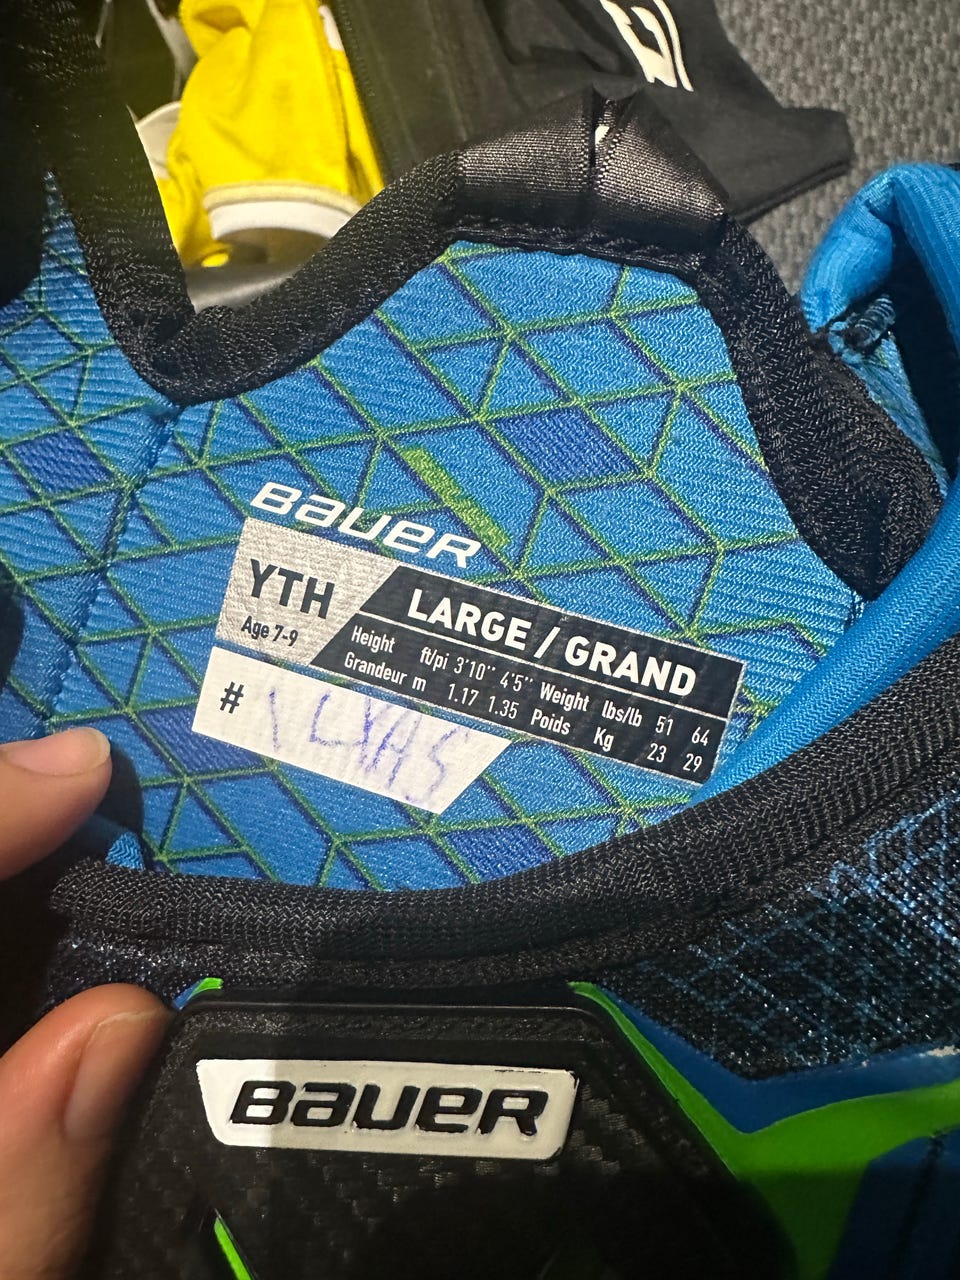 BAUER
YTH
Age 7-9
LARGE / GRAND
Height ft/pi 3'10" 4'5" Weight lbs/lb 51 64
Grandeur m 1.17 1.35 Poids Kg 23 29
# ILYAS
BAUER